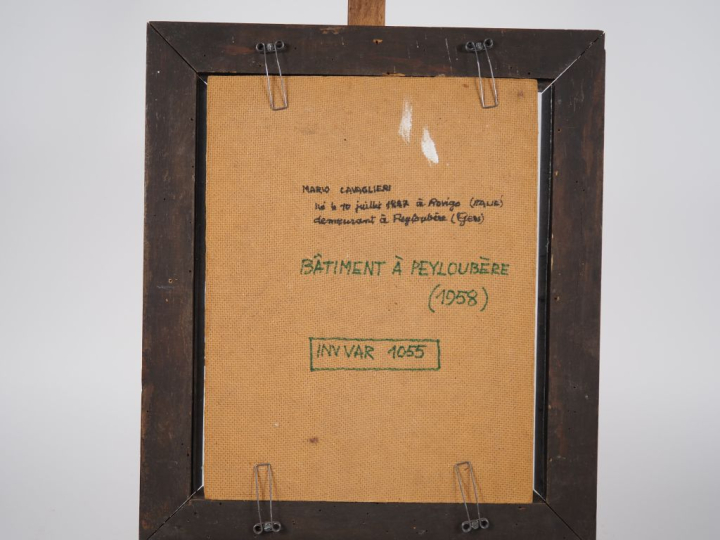 MARIO CAVAGLIERI
Né le 10 juillet 1887 à Rovigo (ITALIE)
demeurant à Peyloubère (GERS)
BÂTIMENT À PEYLOUBÈRE
(1958)
INV VAR 1055